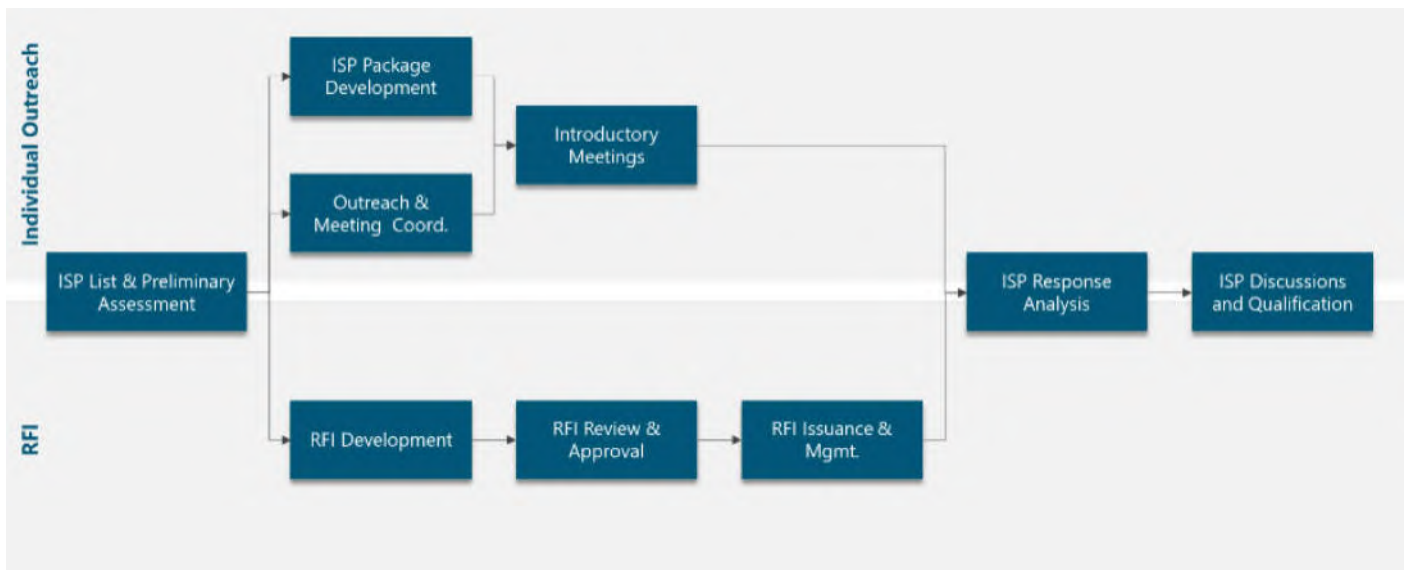 Individual Outreach
ISP Package
Development
Outreach &
Meeting Coord.
Introductory
Meetings
ISP List & Preliminary
Assessment
ISP Response
Analysis
ISP Discussions
and Qualification
RFI
RFI Development
RFI Review &
Approval
RFI Issuance &
Mgmt.